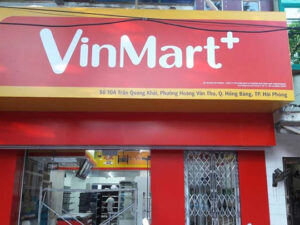 VinMart+
Số 10A Trần Quang Khải, Phường Hoàng Văn Thụ, Q. Hồng Bàng, TP. Hải Phòng